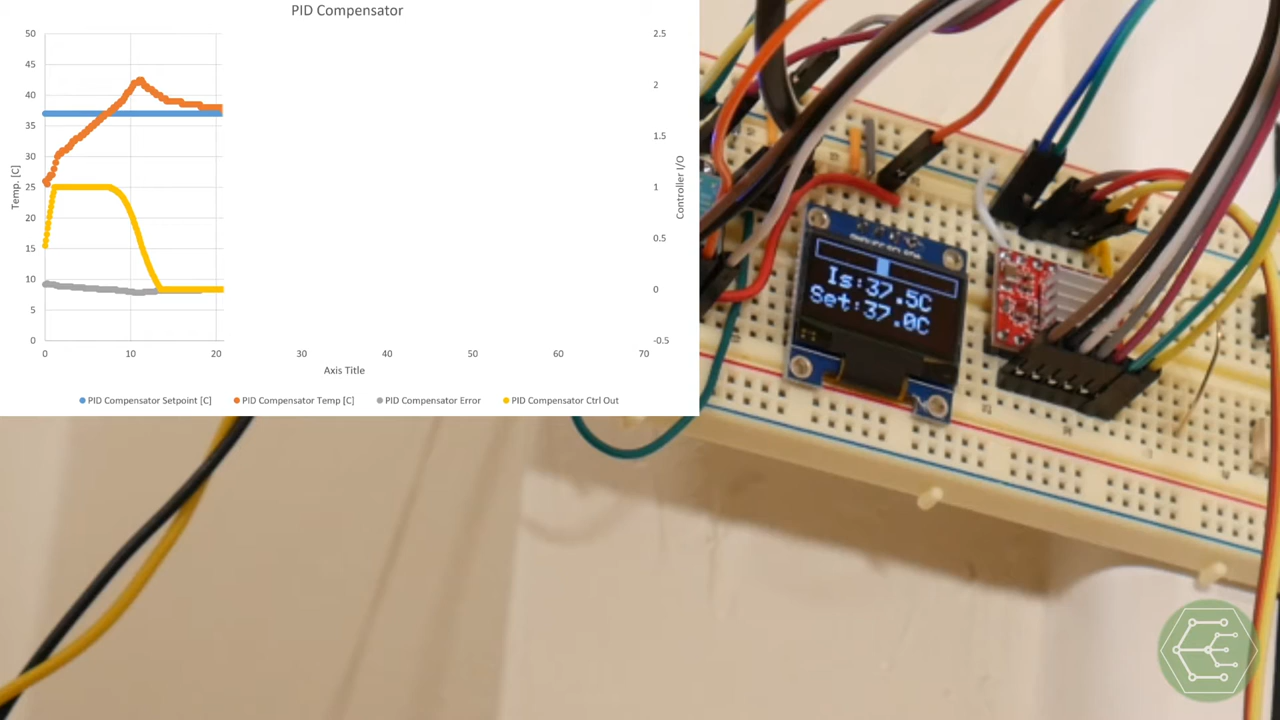 PID Compensator
50
45
40
35
30
25
20
15
10
5
0
Temp. [C]
2.5
2
1.5
1
0.5
0
-0.5
Controller I/O
0 10 20 30 40 50 60 70
Axis Title
PID Compensator Setpoint [C] PID Compensator Temp [C] PID Compensator Error PID Compensator Ctrl Out
Is:37.5C
Set:37.0C